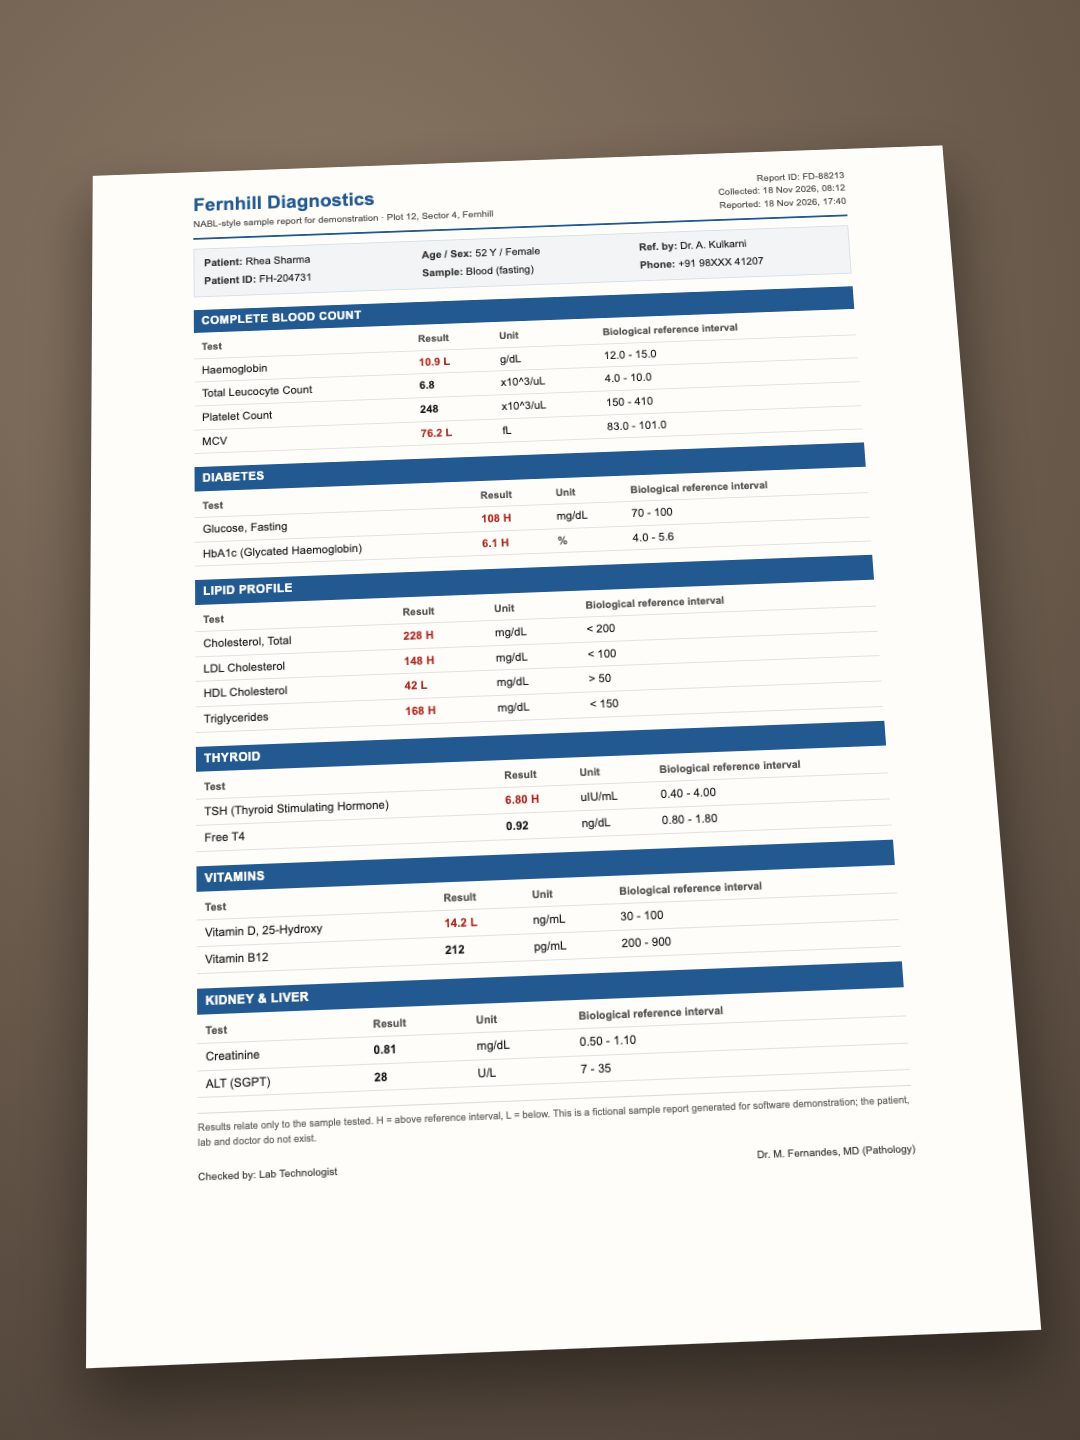 Fernhill Diagnostics
NABL-style sample report for demonstration · Plot 12, Sector 4, Fernhill
Report ID: FD-88213
Collected: 18 Nov 2026, 08:12
Reported: 18 Nov 2026, 17:40
Patient: Rhea Sharma Age / Sex: 52 Y / Female Ref. by: Dr. A. Kulkarni
Patient ID: FH-204731 Sample: Blood (fasting) Phone: +91 98XXX 41207
COMPLETE BLOOD COUNT
Test Result Unit Biological reference interval
Haemoglobin 10.9 L g/dL 12.0 - 15.0
Total Leucocyte Count 6.8 x10^3/uL 4.0 - 10.0
Platelet Count 248 x10^3/uL 150 - 410
MCV 76.2 L fL 83.0 - 101.0
DIABETES
Test Result Unit Biological reference interval
Glucose, Fasting 108 H mg/dL 70 - 100
HbA1c (Glycated Haemoglobin) 6.1 H % 4.0 - 5.6
LIPID PROFILE
Test Result Unit Biological reference interval
Cholesterol, Total 228 H mg/dL < 200
LDL Cholesterol 148 H mg/dL < 100
HDL Cholesterol 42 L mg/dL > 50
Triglycerides 168 H mg/dL < 150
THYROID
Test Result Unit Biological reference interval
TSH (Thyroid Stimulating Hormone) 6.80 H uIU/mL 0.40 - 4.00
Free T4 0.92 ng/dL 0.80 - 1.80
VITAMINS
Test Result Unit Biological reference interval
Vitamin D, 25-Hydroxy 14.2 L ng/mL 30 - 100
Vitamin B12 212 pg/mL 200 - 900
KIDNEY & LIVER
Test Result Unit Biological reference interval
Creatinine 0.81 mg/dL 0.50 - 1.10
ALT (SGPT) 28 U/L 7 - 35
Results relate only to the sample tested. H = above reference interval, L = below. This is a fictional sample report generated for software demonstration; the patient,
lab and doctor do not exist.
Checked by: Lab Technologist Dr. M. Fernandes, MD (Pathology)